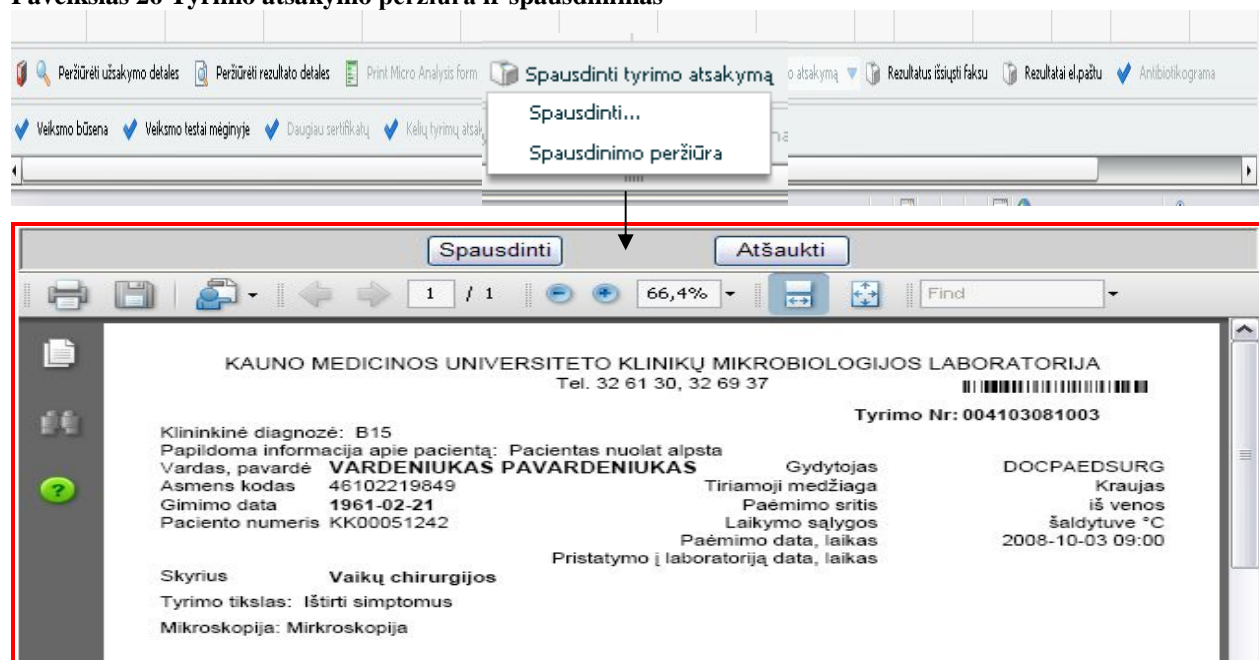 Paveikslas 26 Tyrimo atsakymo peržiūra ir spausdinimas
Peržiūrėti užsakymo detales Peržiūrėti rezultato detales Print Micro Analysis form Spausdinti tyrimo atsakymą o atsakymą Rezultatus išsiųsti faksu Rezultatai el.paštu Antibiotikograma
Spausdinti...
Veiksmo būsena Veiksmo testai mėginyje Daugiau sertifikatų Kelių tyrimų atsak
Spausdinimo peržiūra
Spausdinti Atšaukti
1 / 1 66,4% Find
KAUNO MEDICINOS UNIVERSITETO KLINIKŲ MIKROBIOLOGIJOS LABORATORIJA
Tel. 32 61 30, 32 69 37
Tyrimo Nr: 004103081003
Klininkinė diagnozė: B15
Papildoma informacija apie pacientą: Pacientas nuolat alpsta
Vardas, pavardė VARDENIUKAS PAVARDENIUKAS Gydytojas DOCPAEDSURG
Asmens kodas 46102219849 Tiriamoji medžiaga Kraujas
Gimimo data 1961-02-21 Paėmimo sritis iš venos
Paciento numeris KK00051242 Laikymo sąlygos šaldytuve °C
Paėmimo data, laikas 2008-10-03 09:00
Pristatymo į laboratoriją data, laikas
Skyrius Vaikų chirurgijos
Tyrimo tikslas: Ištirti simptomus
Mikroskopija: Mirkroskopija